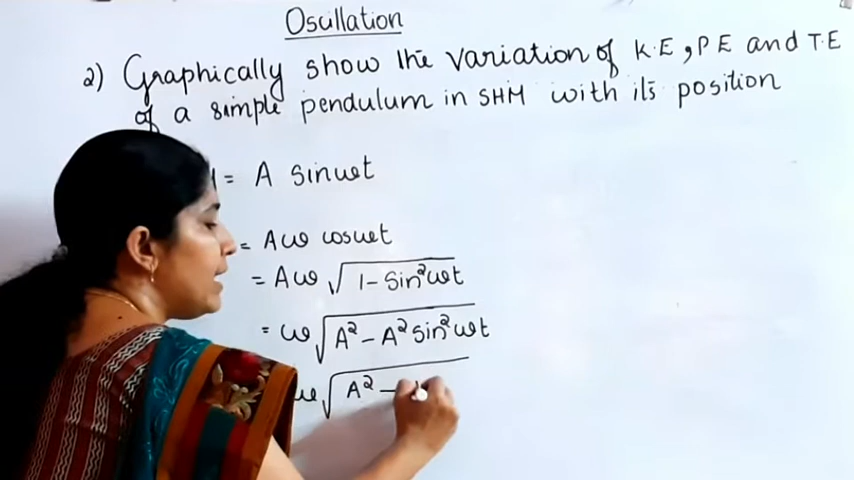 Oscillation
2) Graphically show the variation of K.E, PE and T.E
of a simple pendulum in SHM with its position
= A sinωt
= Aω cosωt
= Aω √1- Sin²ωt
= ω √A² - A² Sin²ωt
ω √A² -